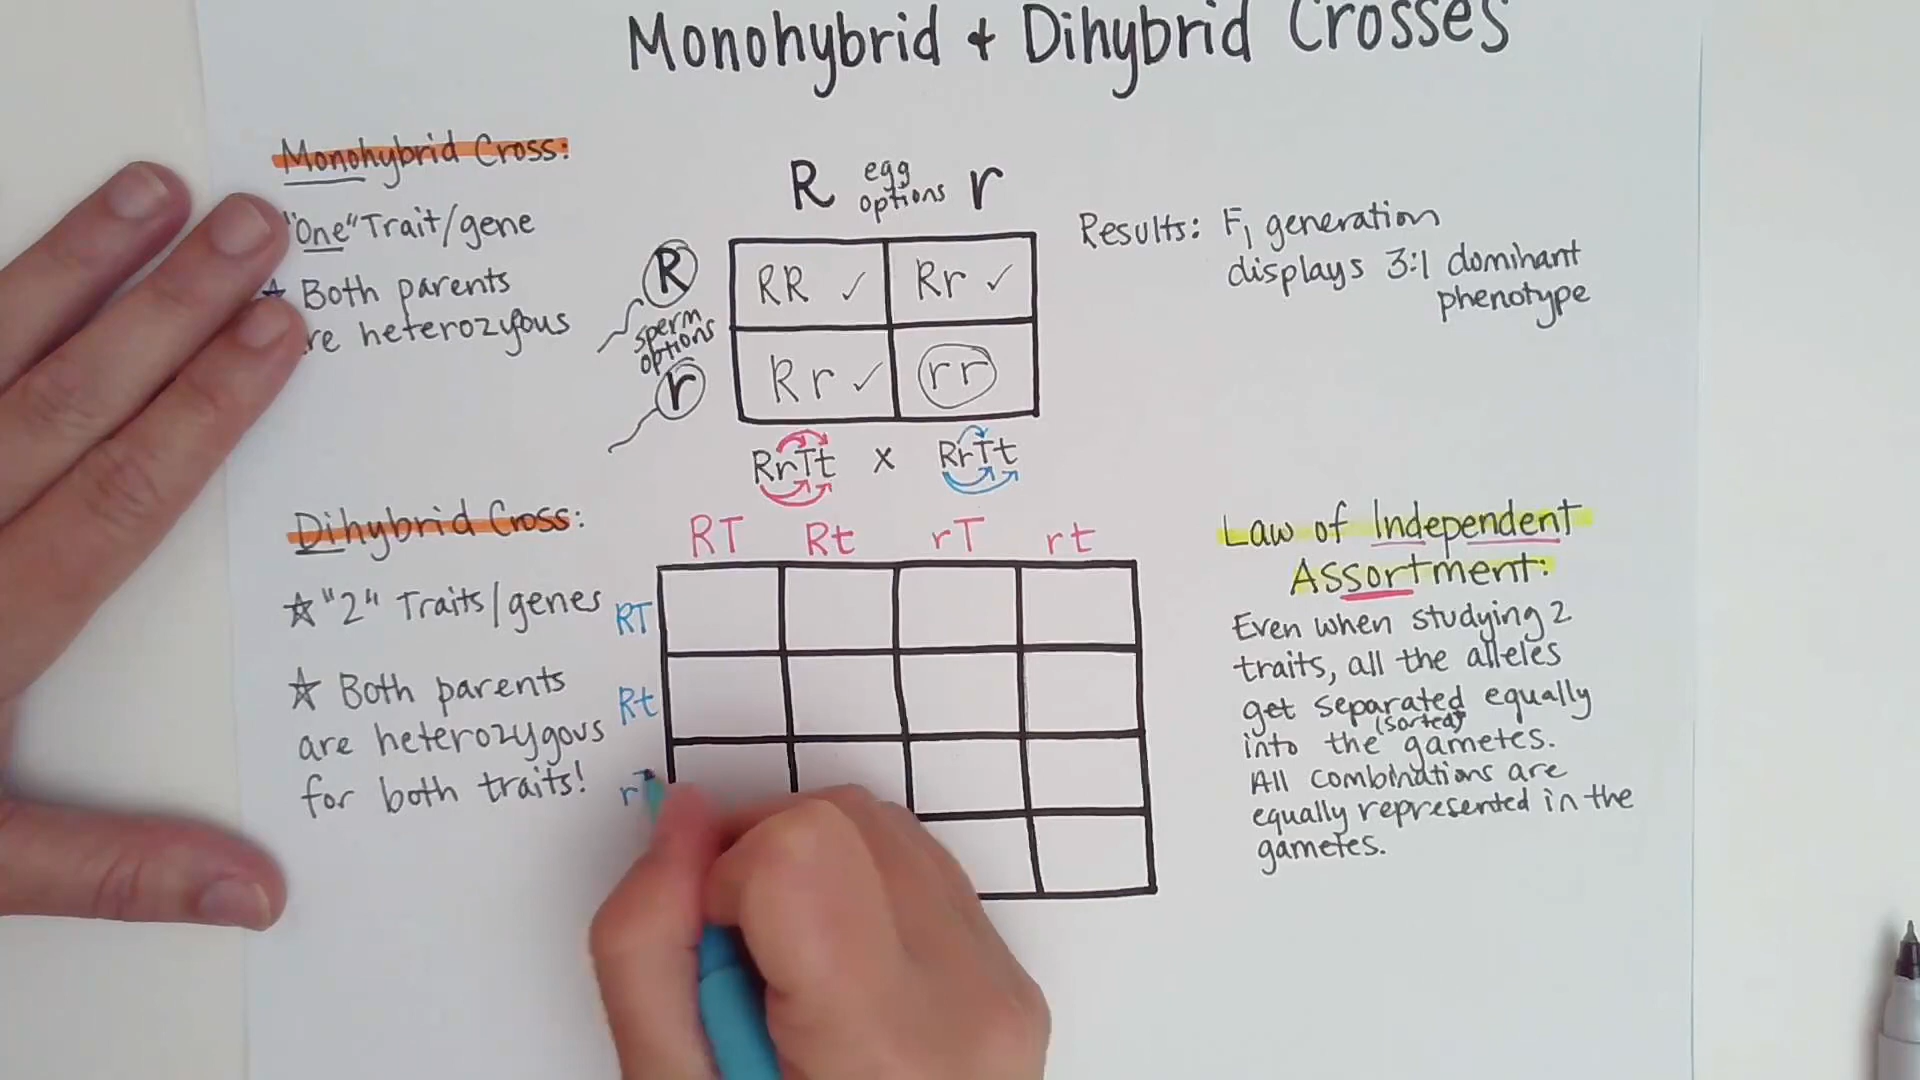 Monohybrid + Dihybrid Crosses
Monohybrid Cross:
"One" Trait/gene
Both parents
re heterozygous
R egg options r
R
sperm options
r
RR ✓ Rr ✓
Rr ✓ rr
Results: F1 generation
displays 3:1 dominant
phenotype
RrTt x RrTt
Dihybrid Cross:
☆ "2" Traits/genes
☆ Both parents
are heterozygous
for both traits!
RT Rt rT rt
RT
Rt
rT
Law of Independent
Assortment:
Even when studying 2
traits, all the alleles
get separated equally
(sorted)
into the gametes.
All combinations are
equally represented in the
gametes.